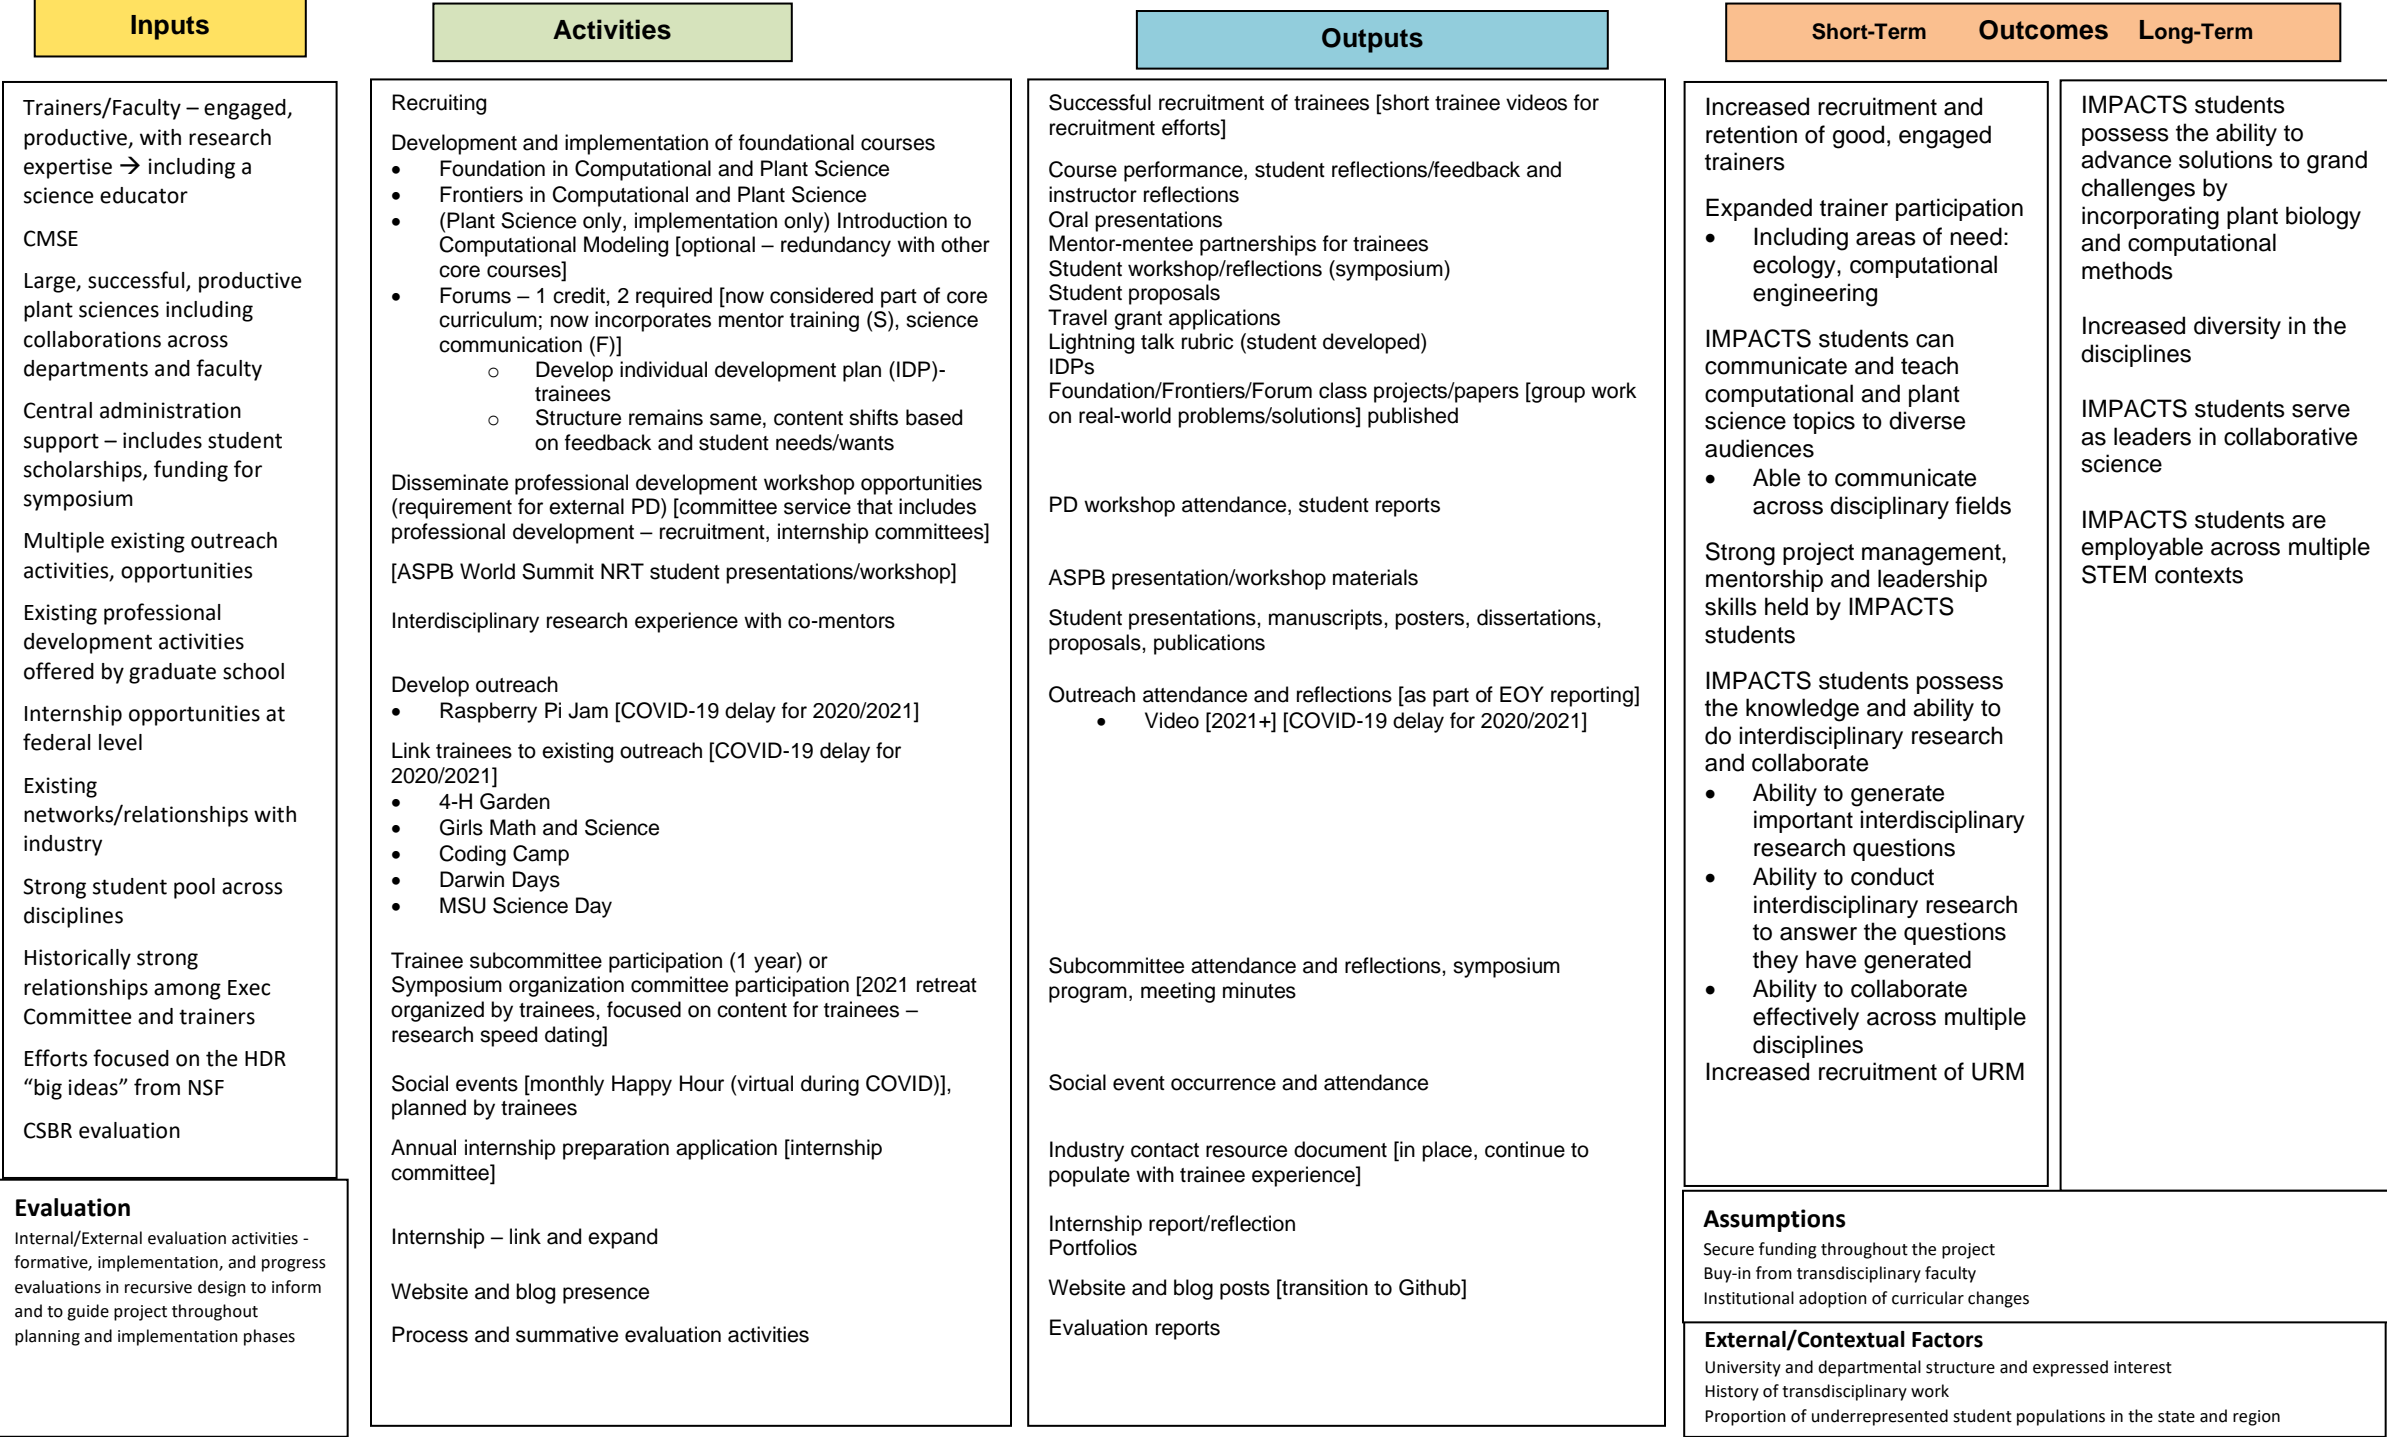 Inputs
Trainers/Faculty – engaged,
productive, with research
expertise → including a
science educator
CMSE
Large, successful, productive
plant sciences including
collaborations across
departments and faculty
Central administration
support – includes student
scholarships, funding for
symposium
Multiple existing outreach
activities, opportunities
Existing professional
development activities
offered by graduate school
Internship opportunities at
federal level
Existing
networks/relationships with
industry
Strong student pool across
disciplines
Historically strong
relationships among Exec
Committee and trainers
Efforts focused on the HDR
“big ideas” from NSF
CSBR evaluation
Evaluation
Internal/External evaluation activities -
formative, implementation, and progress
evaluations in recursive design to inform
and to guide project throughout
planning and implementation phases
Activities
Recruiting
Development and implementation of foundational courses
• Foundation in Computational and Plant Science
• Frontiers in Computational and Plant Science
• (Plant Science only, implementation only) Introduction to
Computational Modeling [optional – redundancy with other
core courses]
• Forums – 1 credit, 2 required [now considered part of core
curriculum; now incorporates mentor training (S), science
communication (F)]
o Develop individual development plan (IDP)-
trainees
o Structure remains same, content shifts based
on feedback and student needs/wants
Disseminate professional development workshop opportunities
(requirement for external PD) [committee service that includes
professional development – recruitment, internship committees]
[ASPB World Summit NRT student presentations/workshop]
Interdisciplinary research experience with co-mentors
Develop outreach
• Raspberry Pi Jam [COVID-19 delay for 2020/2021]
Link trainees to existing outreach [COVID-19 delay for
2020/2021]
• 4-H Garden
• Girls Math and Science
• Coding Camp
• Darwin Days
• MSU Science Day
Trainee subcommittee participation (1 year) or
Symposium organization committee participation [2021 retreat
organized by trainees, focused on content for trainees –
research speed dating]
Social events [monthly Happy Hour (virtual during COVID)],
planned by trainees
Annual internship preparation application [internship
committee]
Internship – link and expand
Website and blog presence
Process and summative evaluation activities
Outputs
Successful recruitment of trainees [short trainee videos for
recruitment efforts]
Course performance, student reflections/feedback and
instructor reflections
Oral presentations
Mentor-mentee partnerships for trainees
Student workshop/reflections (symposium)
Student proposals
Travel grant applications
Lightning talk rubric (student developed)
IDPs
Foundation/Frontiers/Forum class projects/papers [group work
on real-world problems/solutions] published
PD workshop attendance, student reports
ASPB presentation/workshop materials
Student presentations, manuscripts, posters, dissertations,
proposals, publications
Outreach attendance and reflections [as part of EOY reporting]
• Video [2021+] [COVID-19 delay for 2020/2021]
Subcommittee attendance and reflections, symposium
program, meeting minutes
Social event occurrence and attendance
Industry contact resource document [in place, continue to
populate with trainee experience]
Internship report/reflection
Portfolios
Website and blog posts [transition to Github]
Evaluation reports
Short-Term Outcomes Long-Term
Increased recruitment and
retention of good, engaged
trainers
Expanded trainer participation
• Including areas of need:
ecology, computational
engineering
IMPACTS students can
communicate and teach
computational and plant
science topics to diverse
audiences
• Able to communicate
across disciplinary fields
Strong project management,
mentorship and leadership
skills held by IMPACTS
students
IMPACTS students possess
the knowledge and ability to
do interdisciplinary research
and collaborate
• Ability to generate
important interdisciplinary
research questions
• Ability to conduct
interdisciplinary research
to answer the questions
they have generated
• Ability to collaborate
effectively across multiple
disciplines
Increased recruitment of URM
IMPACTS students
possess the ability to
advance solutions to grand
challenges by
incorporating plant biology
and computational
methods
Increased diversity in the
disciplines
IMPACTS students serve
as leaders in collaborative
science
IMPACTS students are
employable across multiple
STEM contexts
Assumptions
Secure funding throughout the project
Buy-in from transdisciplinary faculty
Institutional adoption of curricular changes
External/Contextual Factors
University and departmental structure and expressed interest
History of transdisciplinary work
Proportion of underrepresented student populations in the state and region